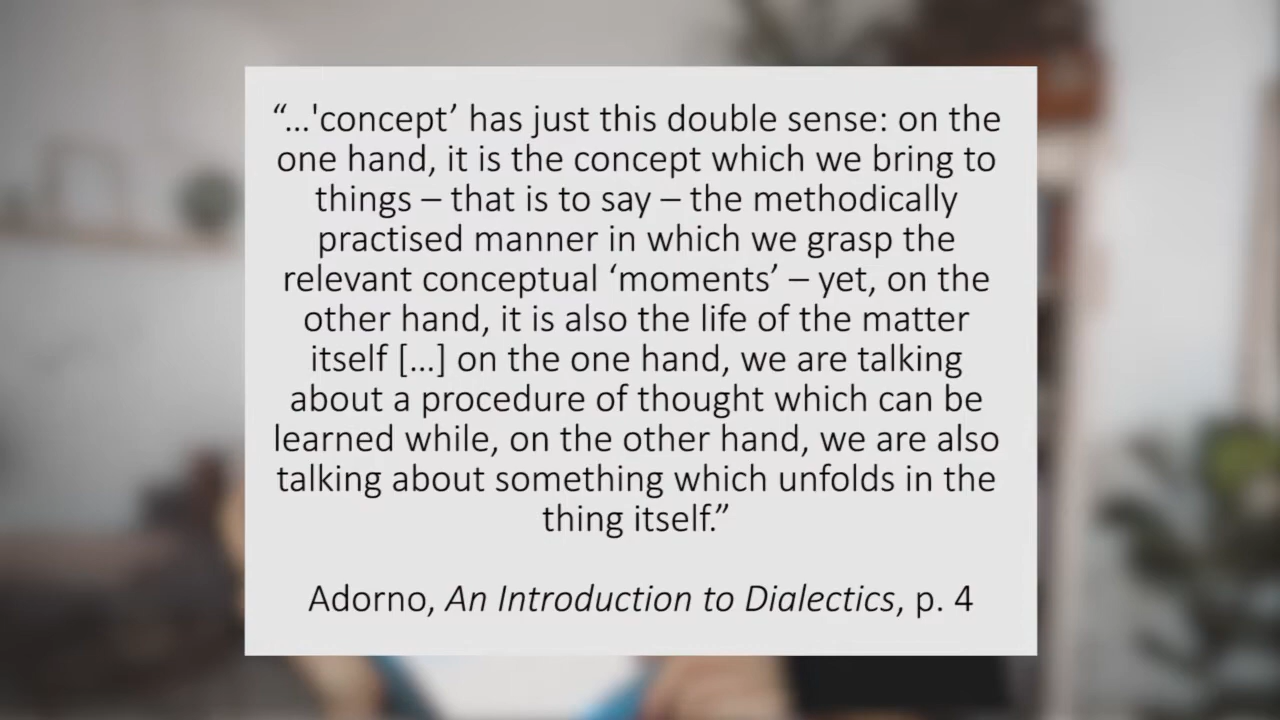 “...'concept’ has just this double sense: on the
one hand, it is the concept which we bring to
things – that is to say – the methodically
practised manner in which we grasp the
relevant conceptual ‘moments’ – yet, on the
other hand, it is also the life of the matter
itself [...] on the one hand, we are talking
about a procedure of thought which can be
learned while, on the other hand, we are also
talking about something which unfolds in the
thing itself.”
Adorno, An Introduction to Dialectics, p. 4